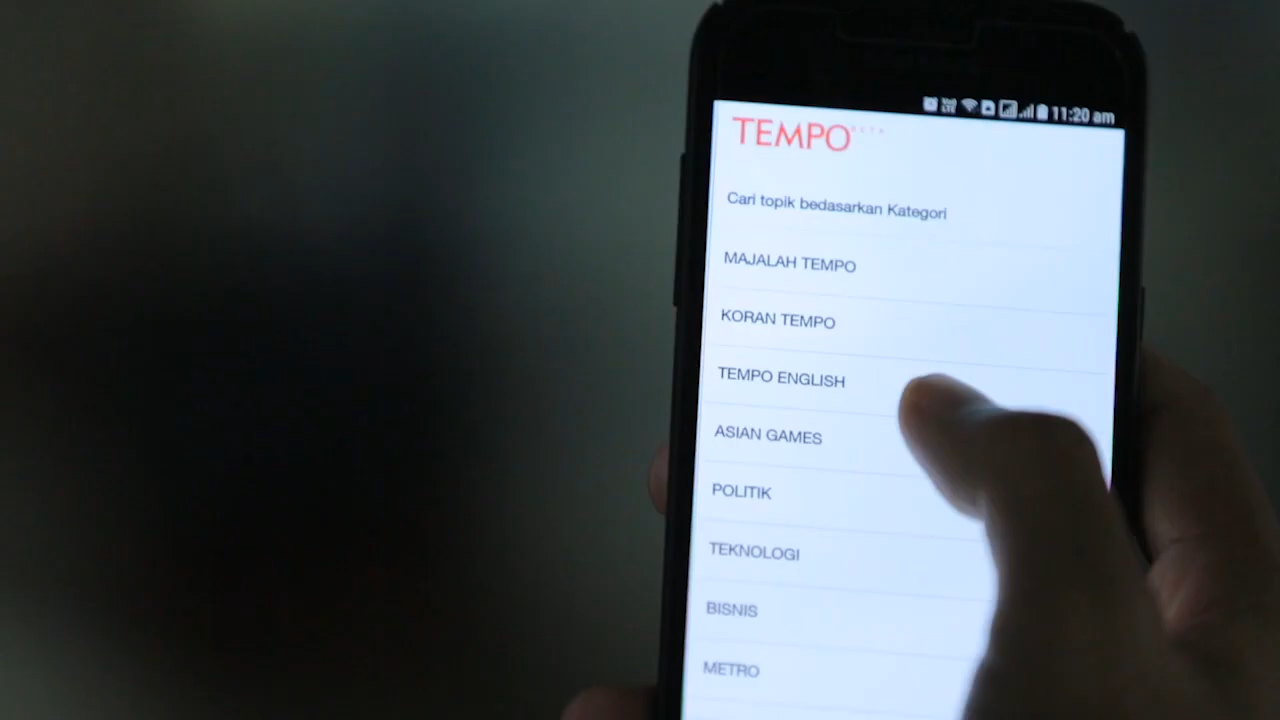 11:20 am
TEMPO BETA
Cari topik bedasarkan Kategori
MAJALAH TEMPO
KORAN TEMPO
TEMPO ENGLISH
ASIAN GAMES
POLITIK
TEKNOLOGI
BISNIS
METRO